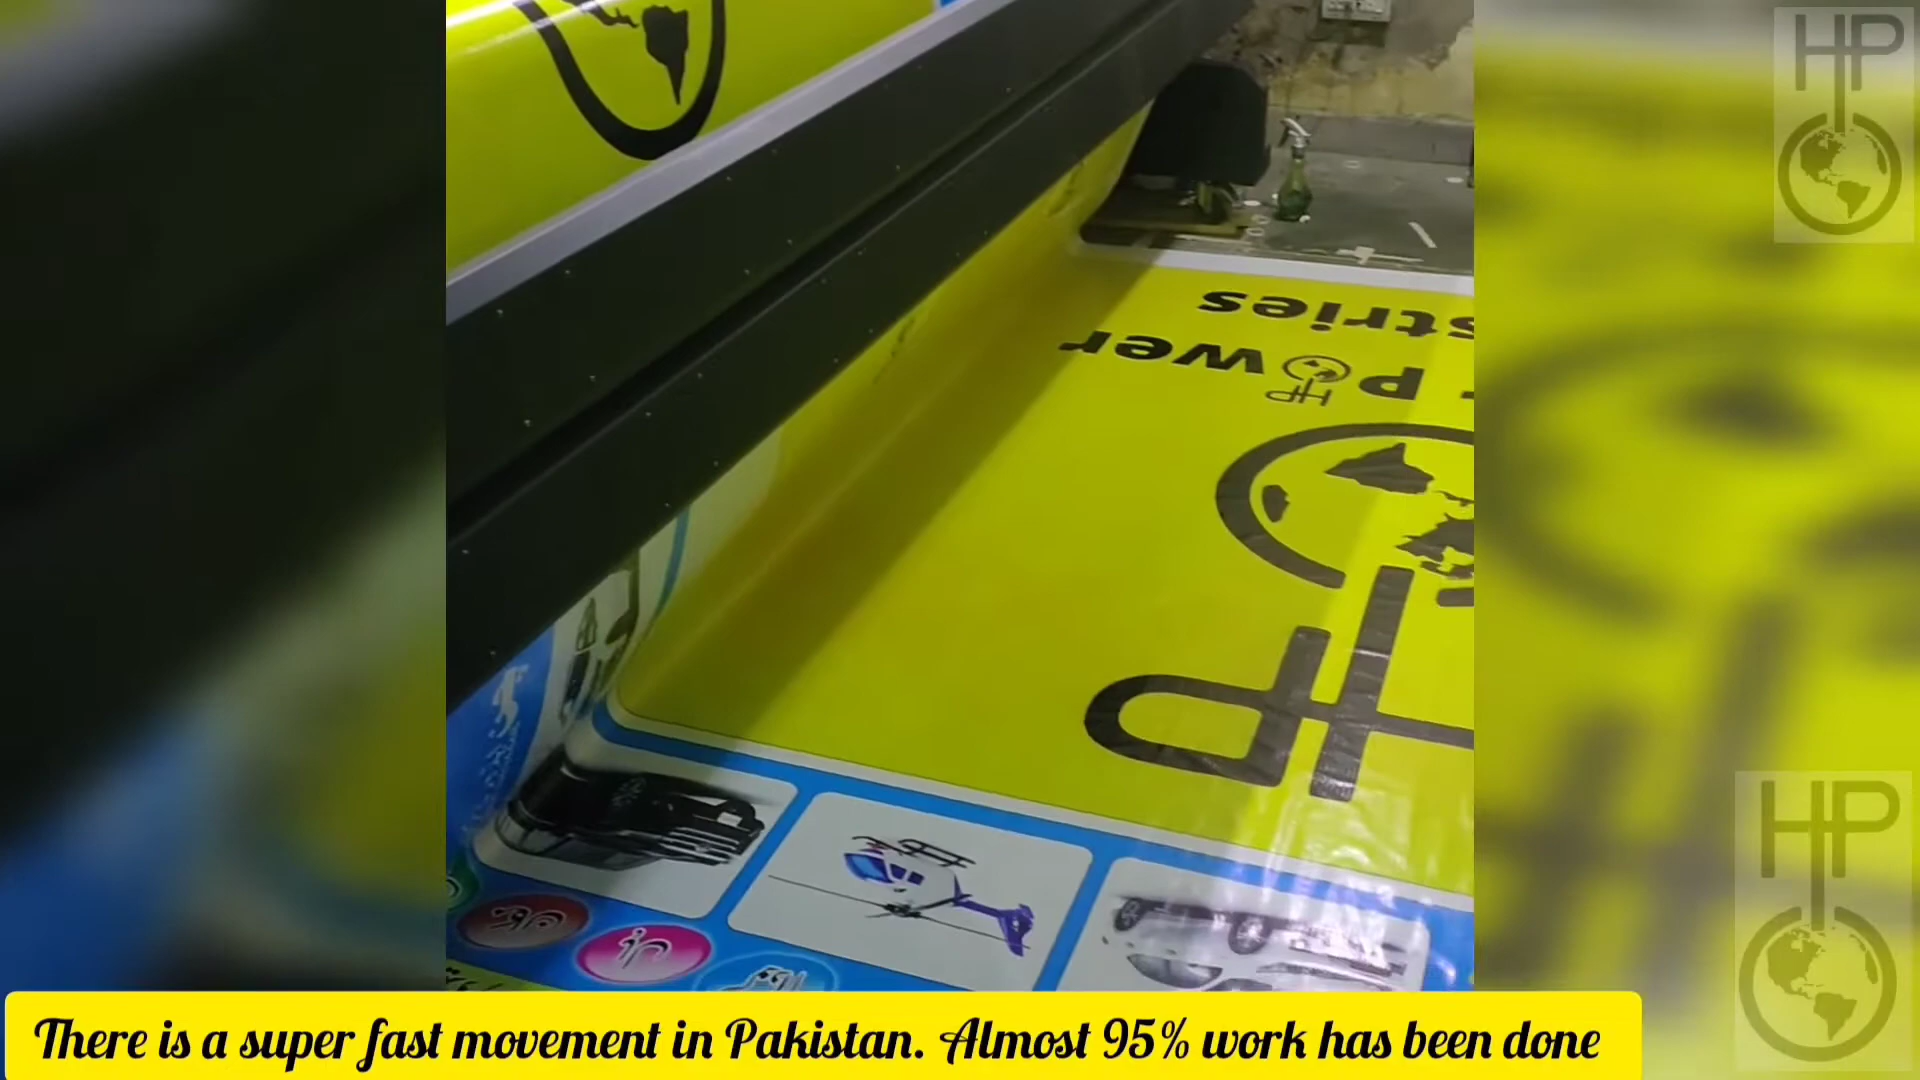 HP
stries
P wer
HP
HP
HP
There is a super fast movement in Pakistan. Almost 95% work has been done